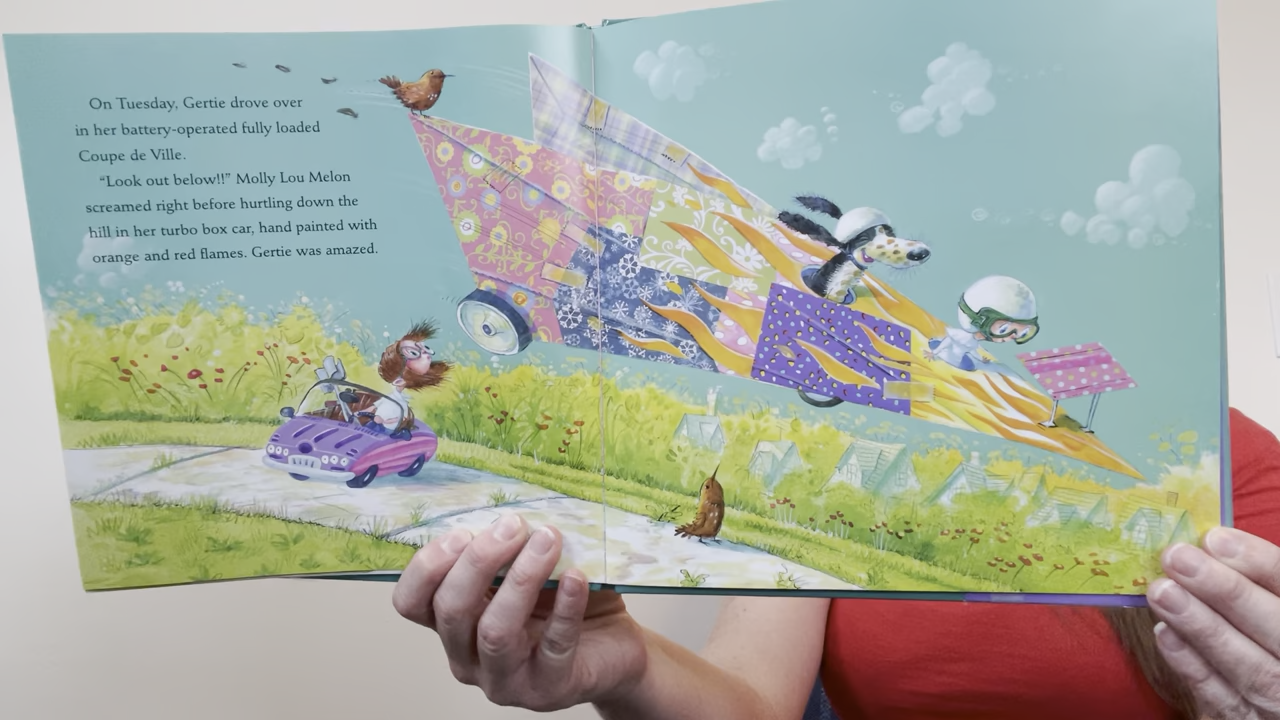 On Tuesday, Gertie drove over
in her battery-operated fully loaded
Coupe de Ville.
“Look out below!!” Molly Lou Melon
screamed right before hurtling down the
hill in her turbo box car, hand painted with
orange and red flames. Gertie was amazed.